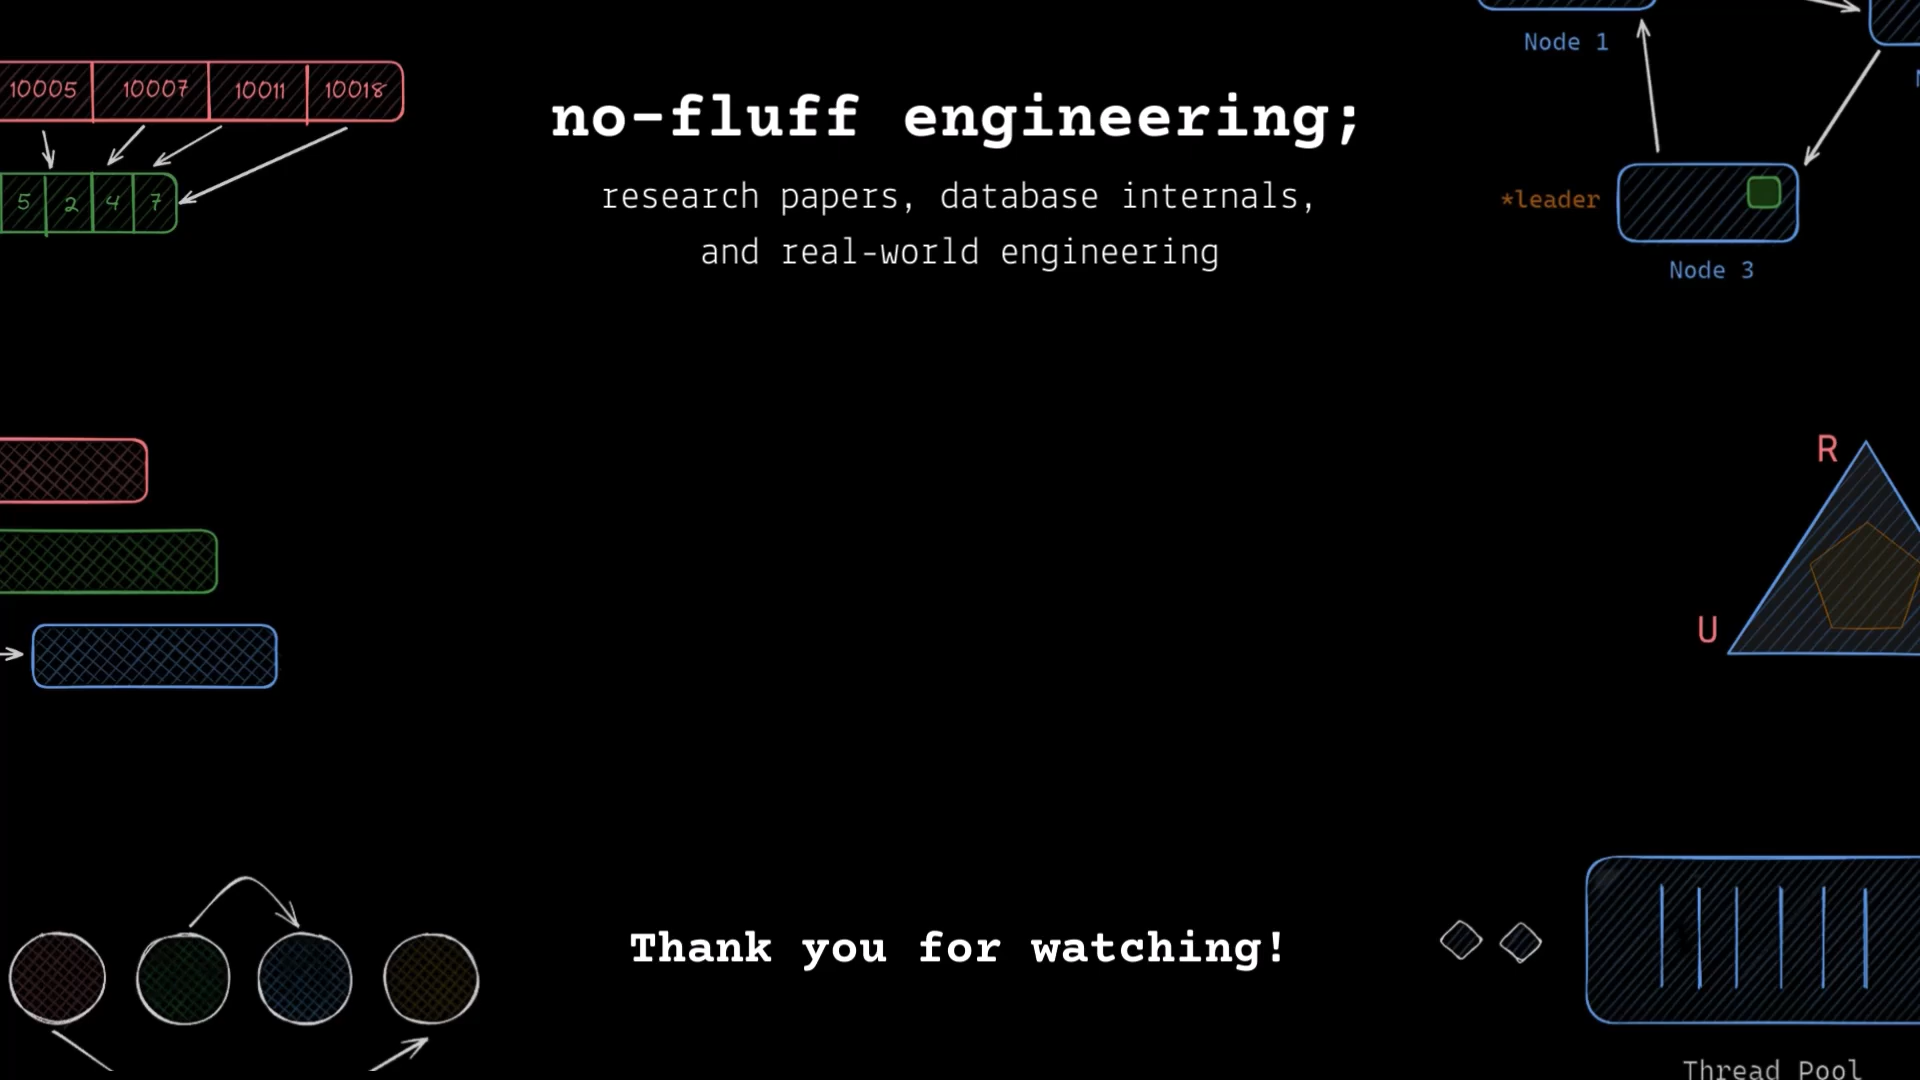 no-fluff engineering;
research papers, database internals,
and real-world engineering
10005 10007 10011 10018
5 2 4 7
Node 1
*leader
Node 3
R
U
Thank you for watching!
Thread Pool